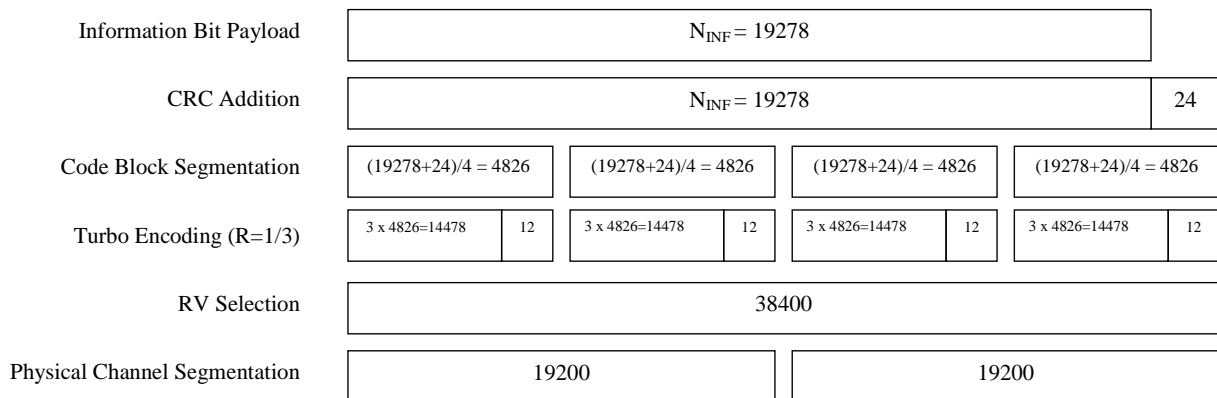 Information Bit Payload N_INF = 19278
CRC Addition N_INF = 19278 24
Code Block Segmentation (19278+24)/4 = 4826 (19278+24)/4 = 4826 (19278+24)/4 = 4826 (19278+24)/4 = 4826
Turbo Encoding (R=1/3) 3 x 4826=14478 12 3 x 4826=14478 12 3 x 4826=14478 12 3 x 4826=14478 12
RV Selection 38400
Physical Channel Segmentation 19200 19200